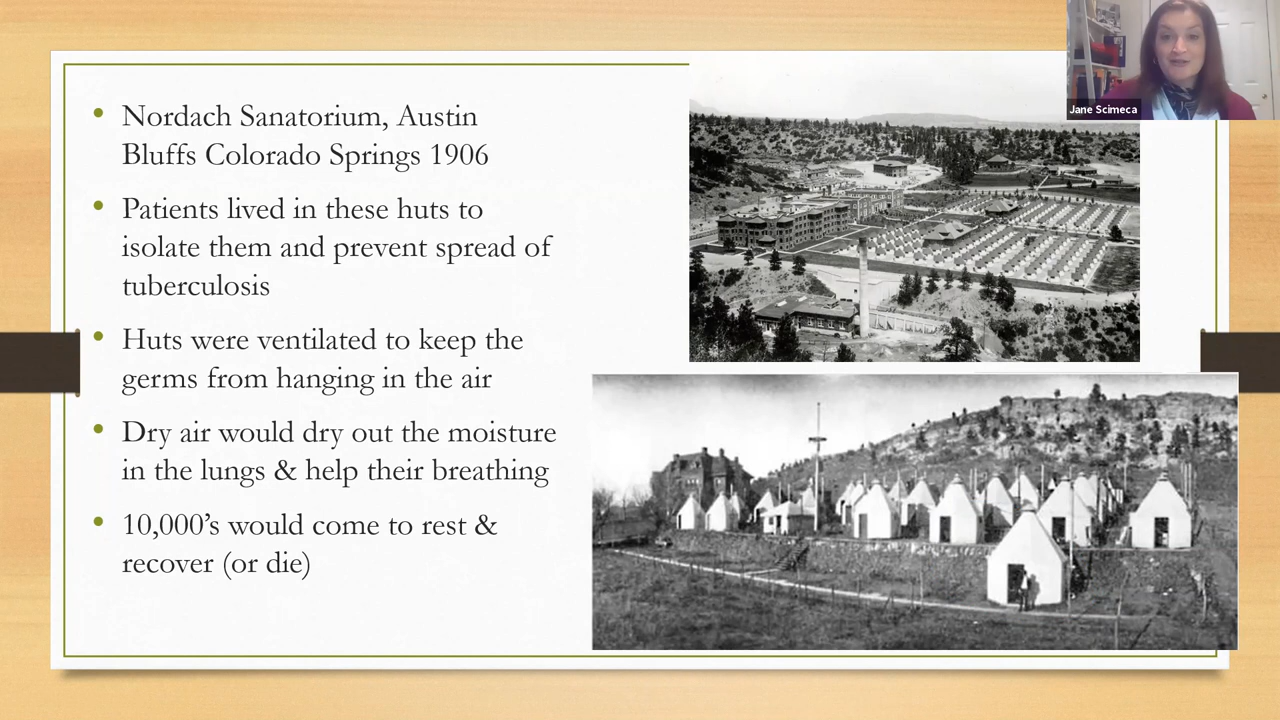 Nordach Sanatorium, Austin
Bluffs Colorado Springs 1906
Patients lived in these huts to
isolate them and prevent spread of
tuberculosis
Huts were ventilated to keep the
germs from hanging in the air
Dry air would dry out the moisture
in the lungs & help their breathing
10,000’s would come to rest &
recover (or die)
Jane Scimeca